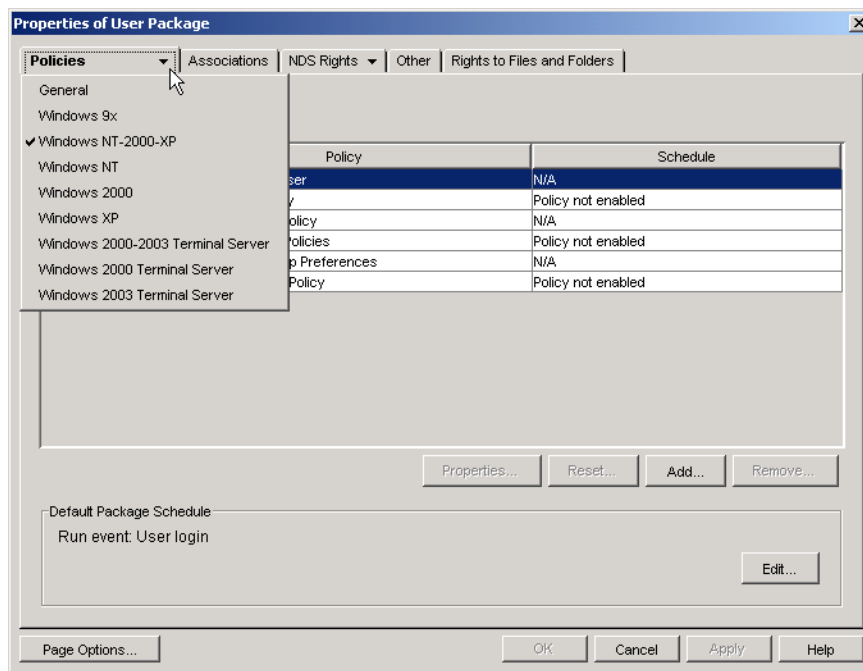 Properties of User Package
Policies Associations NDS Rights Other Rights to Files and Folders
General
Windows 9x
Windows NT-2000-XP
Windows NT
Windows 2000
Windows XP
Windows 2000-2003 Terminal Server
Windows 2000 Terminal Server
Windows 2003 Terminal Server
Policy Schedule
N/A
Policy not enabled
olicy N/A
Policies Policy not enabled
Preferences N/A
Policy Policy not enabled
Properties... Reset... Add... Remove...
Default Package Schedule
Run event: User login
Edit...
Page Options... OK Cancel Apply Help